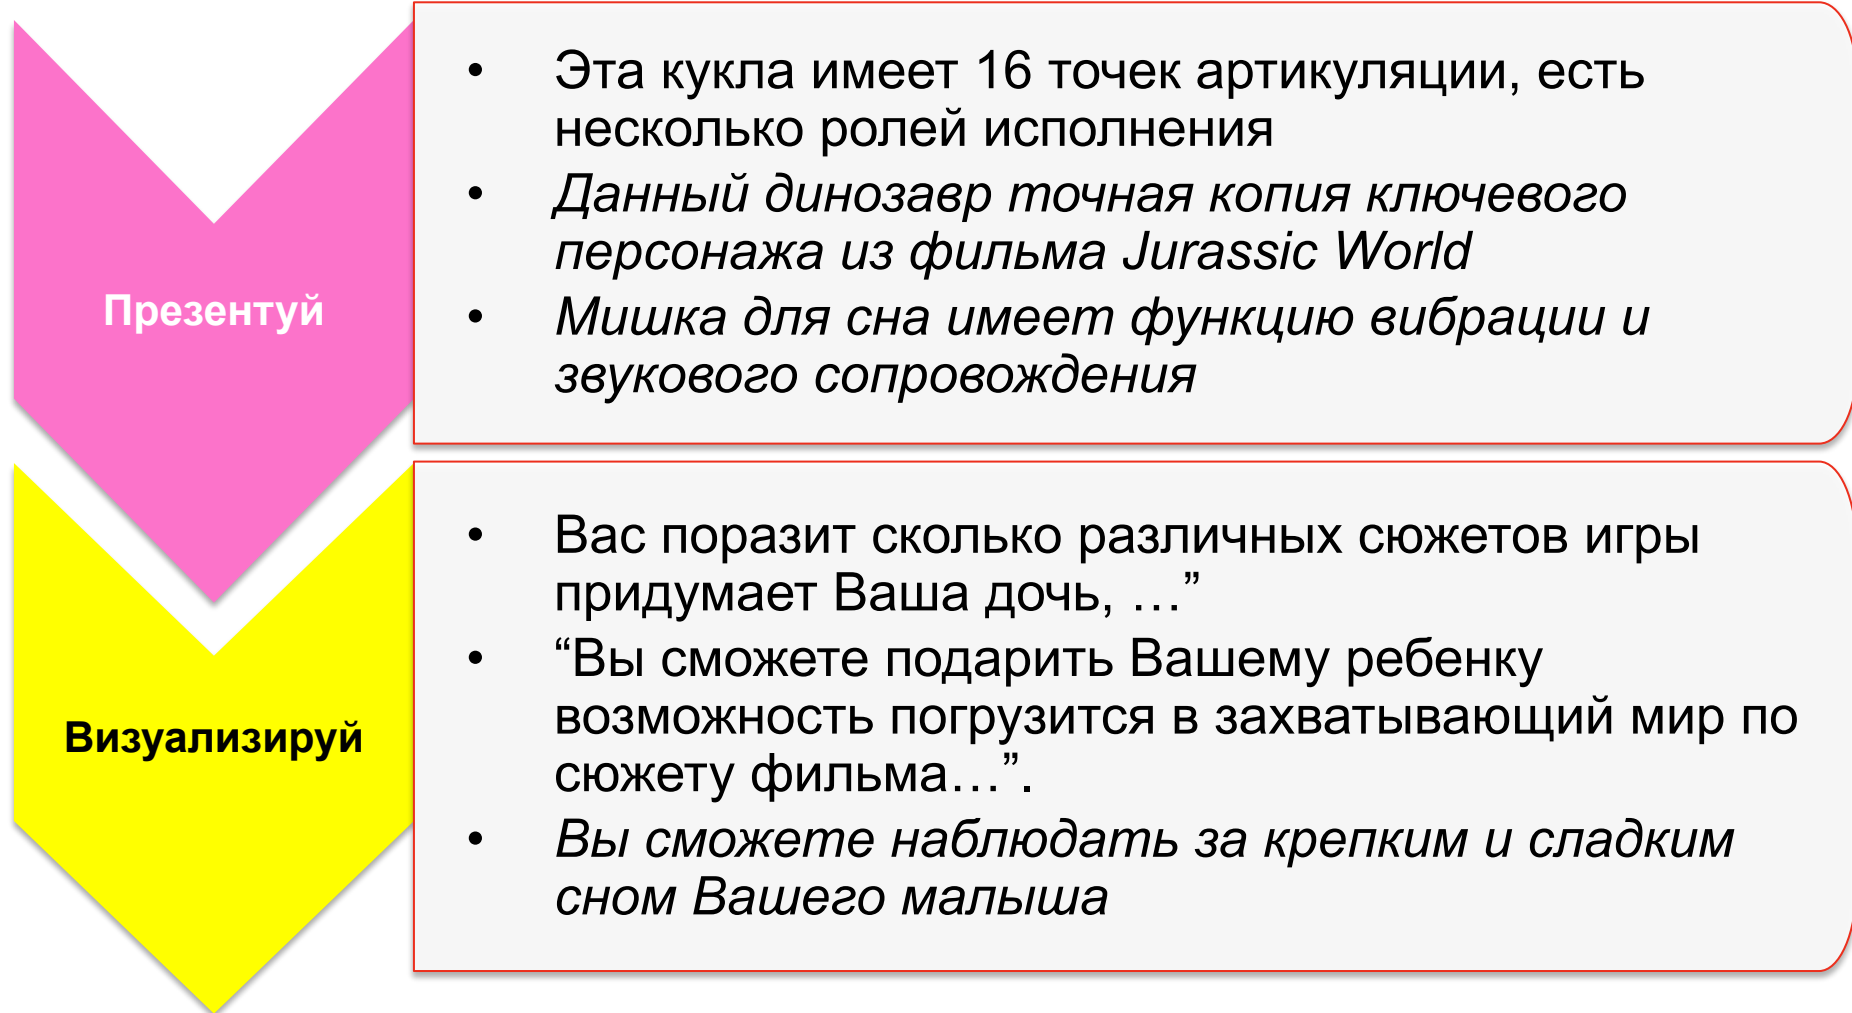 Презентуй
• Эта кукла имеет 16 точек артикуляции, есть
несколько ролей исполнения
• Данный динозавр точная копия ключевого
персонажа из фильма Jurassic World
• Мишка для сна имеет функцию вибрации и
звукового сопровождения
Визуализируй
• Вас поразит сколько различных сюжетов игры
придумает Ваша дочь, …”
• “Вы сможете подарить Вашему ребенку
возможность погрузится в захватывающий мир по
сюжету фильма…”.
• Вы сможете наблюдать за крепким и сладким
сном Вашего малыша